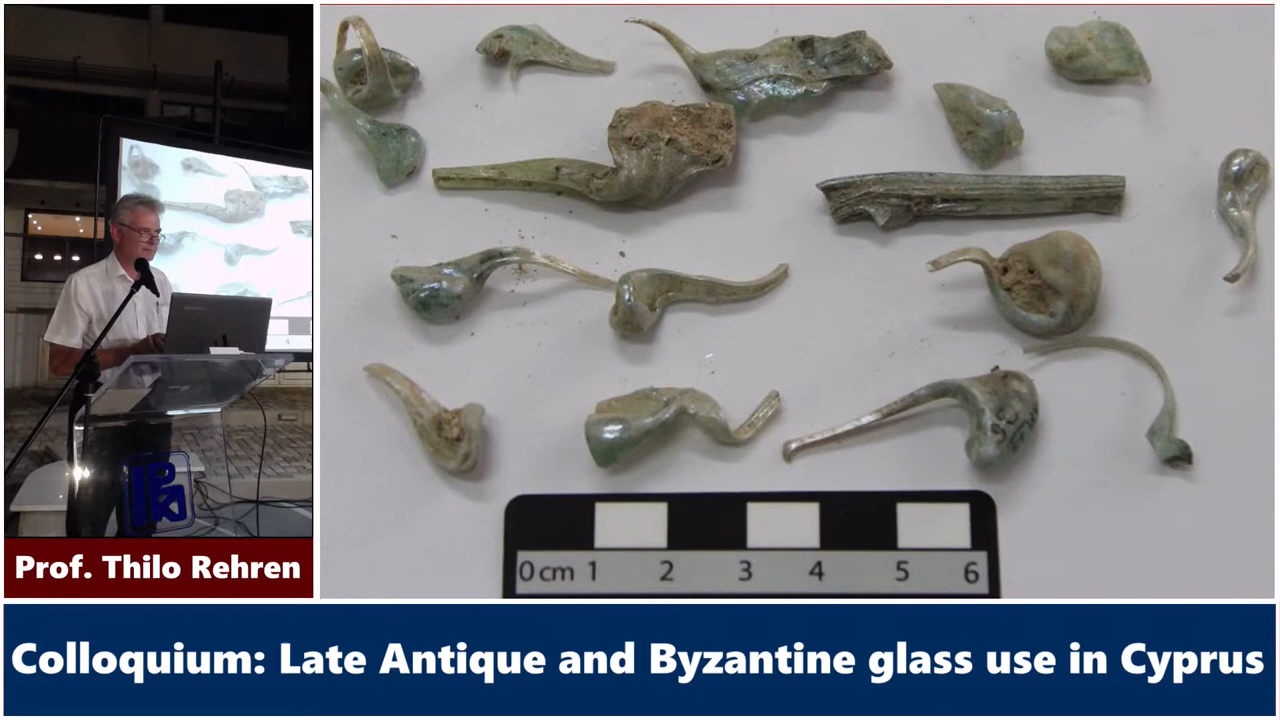 Prof. Thilo Rehren
0 cm 1 2 3 4 5 6
Colloquium: Late Antique and Byzantine glass use in Cyprus